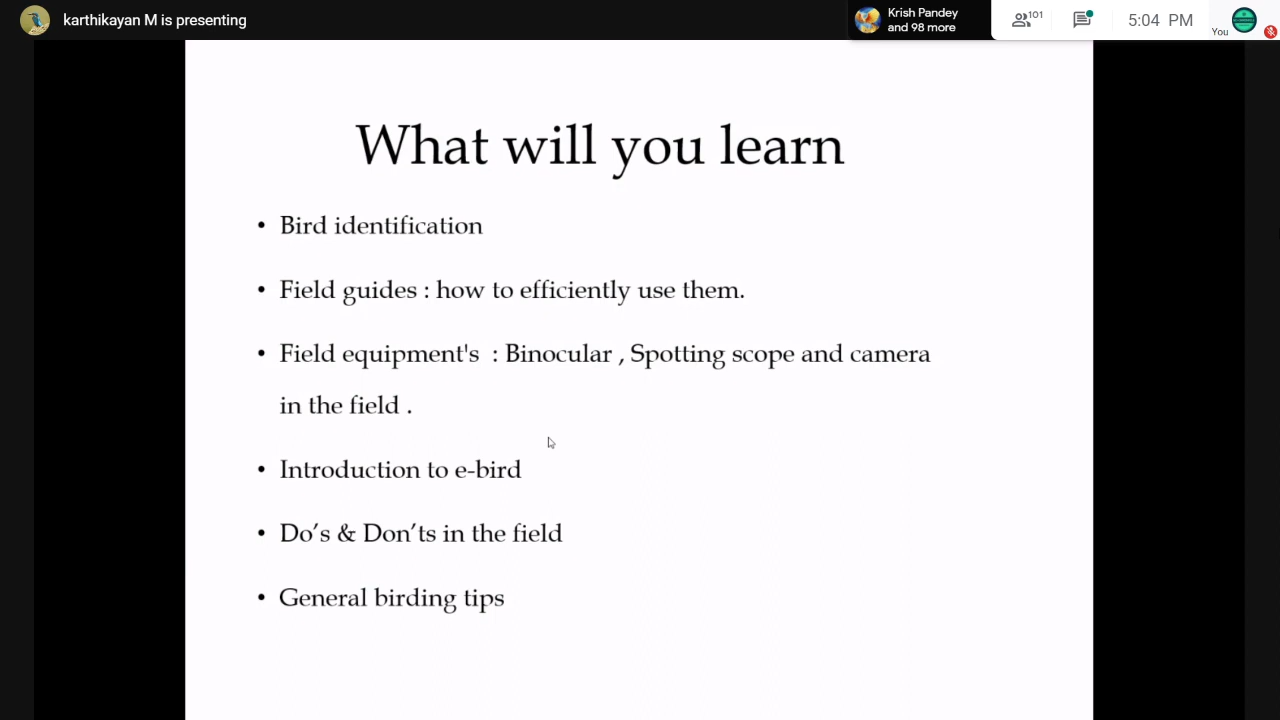 karthikayan M is presenting
Krish Pandey
and 98 more
101
5:04 PM
You
What will you learn
• Bird identification
• Field guides : how to efficiently use them.
• Field equipment's : Binocular , Spotting scope and camera
in the field .
• Introduction to e-bird
• Do’s & Don’ts in the field
• General birding tips